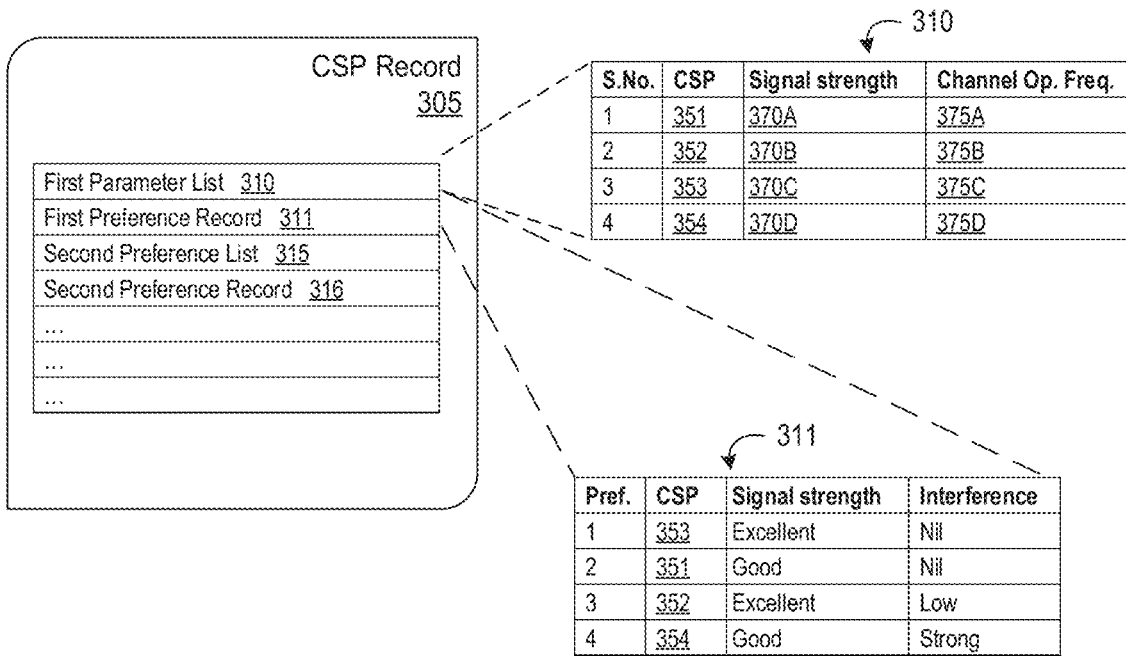 CSP Record
305
First Parameter List 310
First Preference Record 311
Second Preference List 315
Second Preference Record 316
...
...
...
310
S.No. CSP Signal strength Channel Op. Freq.
1 351 370A 375A
2 352 370B 375B
3 353 370C 375C
4 354 370D 375D
311
Pref. CSP Signal strength Interference
1 353 Excellent Nil
2 351 Good Nil
3 352 Excellent Low
4 354 Good Strong